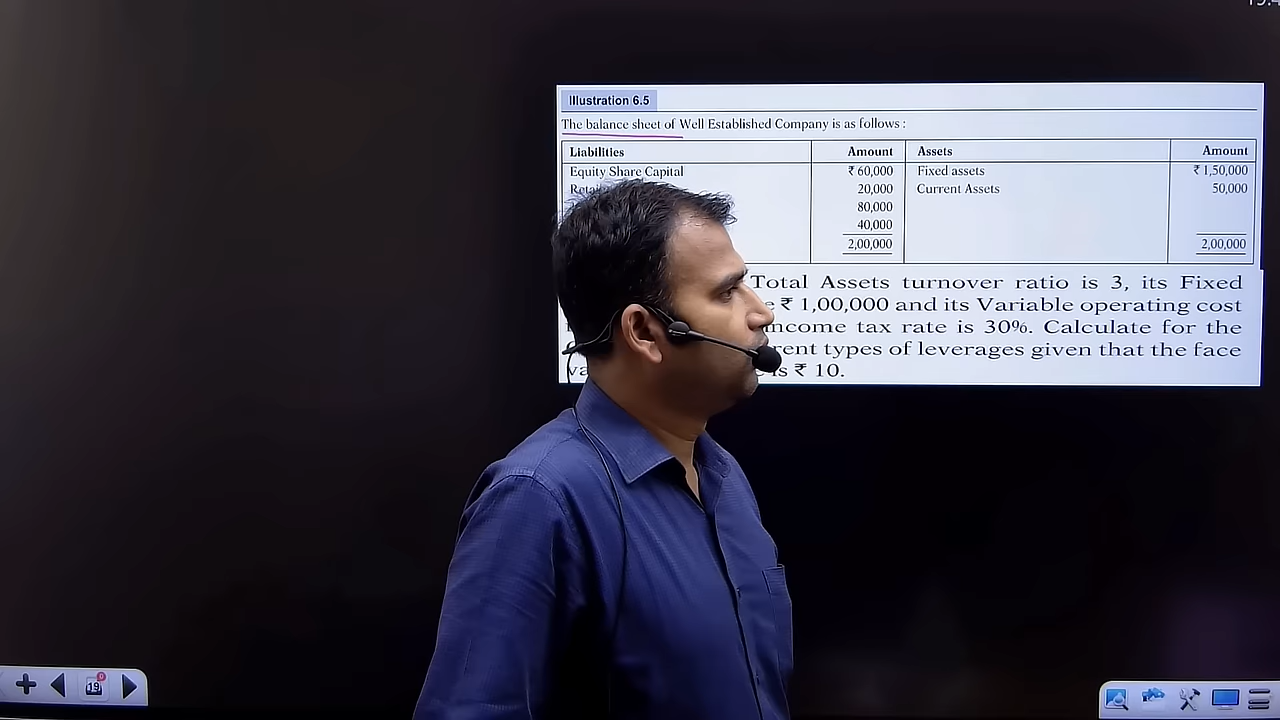 Illustration 6.5
The balance sheet of Well Established Company is as follows :
Liabilities Amount Assets Amount
Equity Share Capital ₹ 60,000 Fixed assets ₹ 1,50,000
20,000 Current Assets 50,000
80,000
40,000
2,00,000 2,00,000
Total Assets turnover ratio is 3, its Fixed
₹ 1,00,000 and its Variable operating cost
income tax rate is 30%. Calculate for the
types of leverages given that the face
is ₹ 10.
19